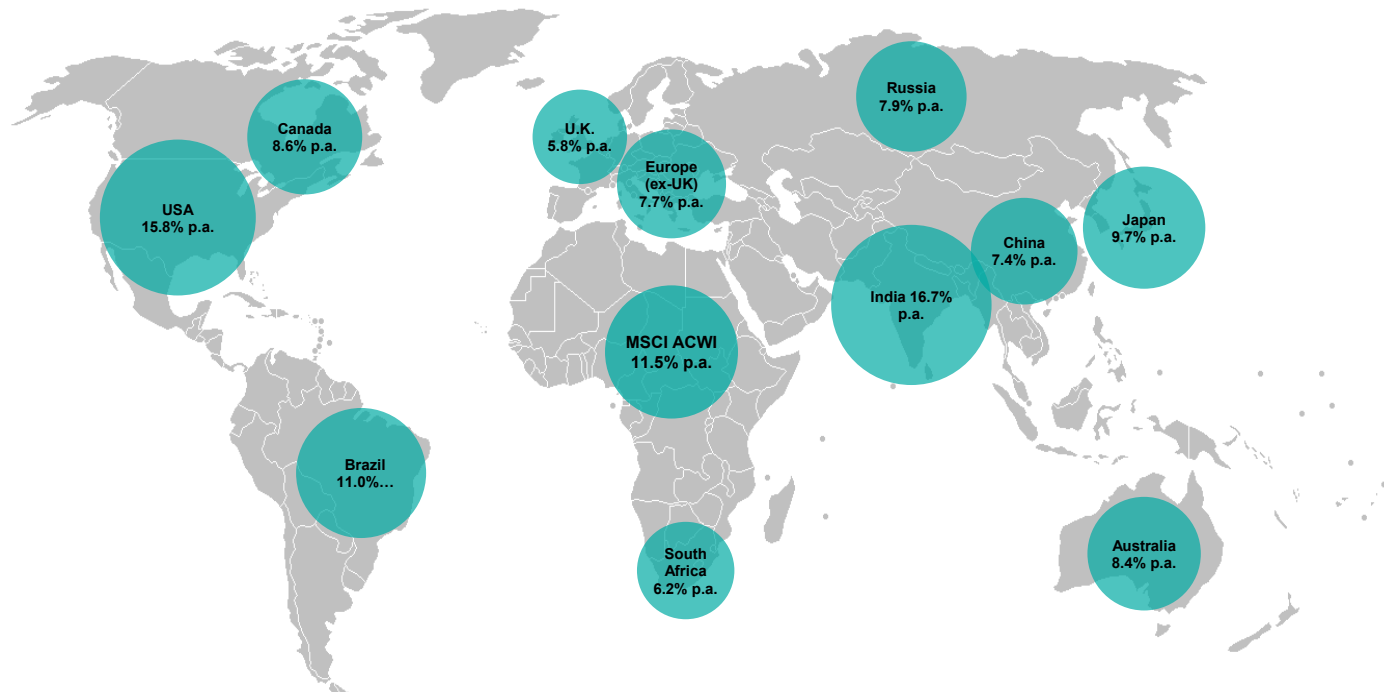 Russia
7.9% p.a.
Canada
8.6% p.a.
U.K.
5.8% p.a.
Europe
(ex-UK)
7.7% p.a.
USA
15.8% p.a.
China
7.4% p.a.
Japan
9.7% p.a.
India 16.7%
p.a.
MSCI ACWI
11.5% p.a.
Brazil
11.0%…
South
Africa
6.2% p.a.
Australia
8.4% p.a.